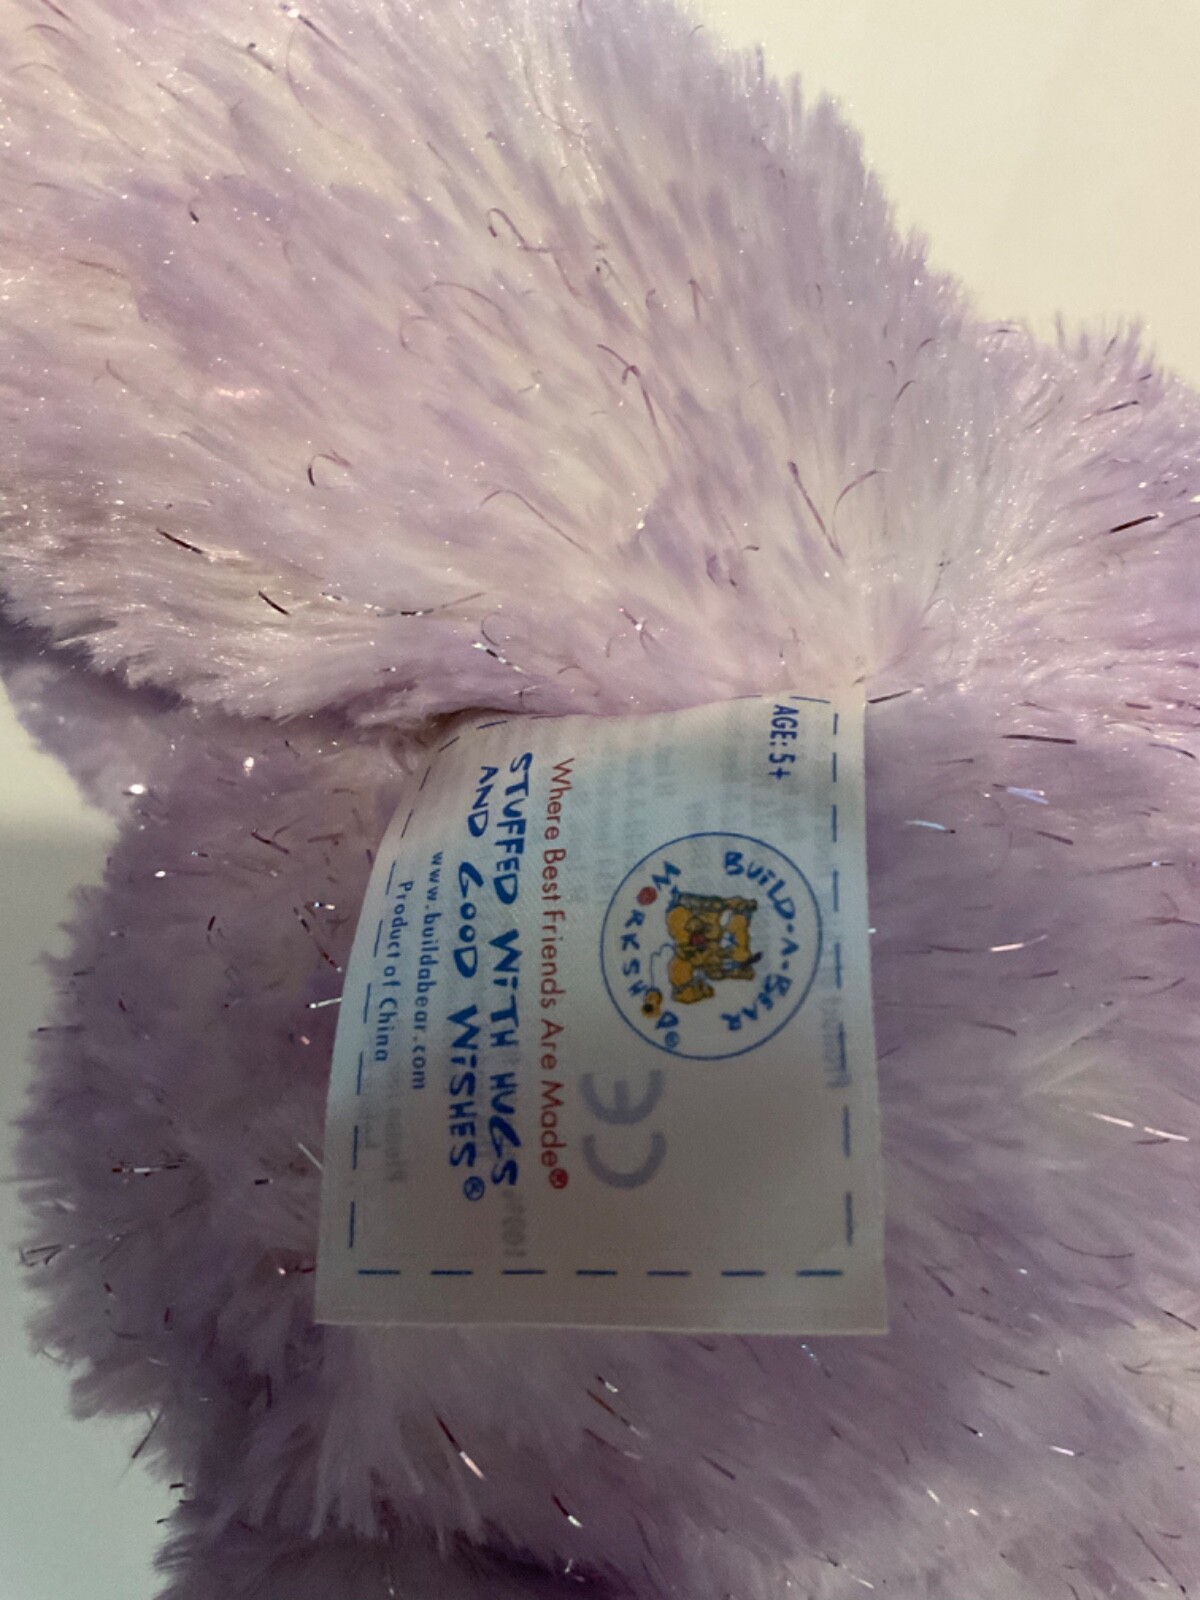 AGE: 5+
BUILD-A-BEAR
WORKSHOP®
CE
Where Best Friends Are Made®
STUFFED WITH HUGS
AND GOOD WISHES®
www.buildabear.com
Product of China